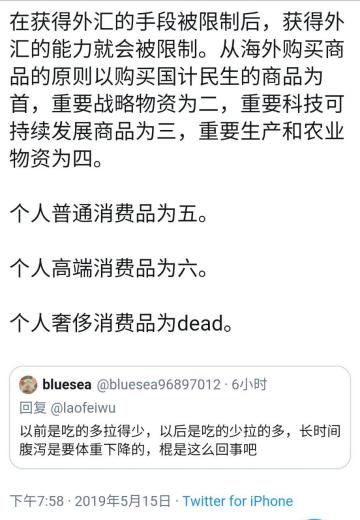 在获得外汇的手段被限制后，获得外
汇的能力就会被限制。从海外购买商
品的原则以购买国计民生的商品为
首，重要战略物资为二，重要科技可
持续发展商品为三，重要生产和农业
物资为四。
个人普通消费品为五。
个人高端消费品为六。
个人奢侈消费品为dead。
bluesea @bluesea96897012 · 6小时
回复 @laofeiwu
以前是吃的多拉得少，以后是吃的少拉的多，长时间
腹泻是要体重下降的，棍是这么回事吧
下午7:58 · 2019年5月15日 · Twitter for iPhone